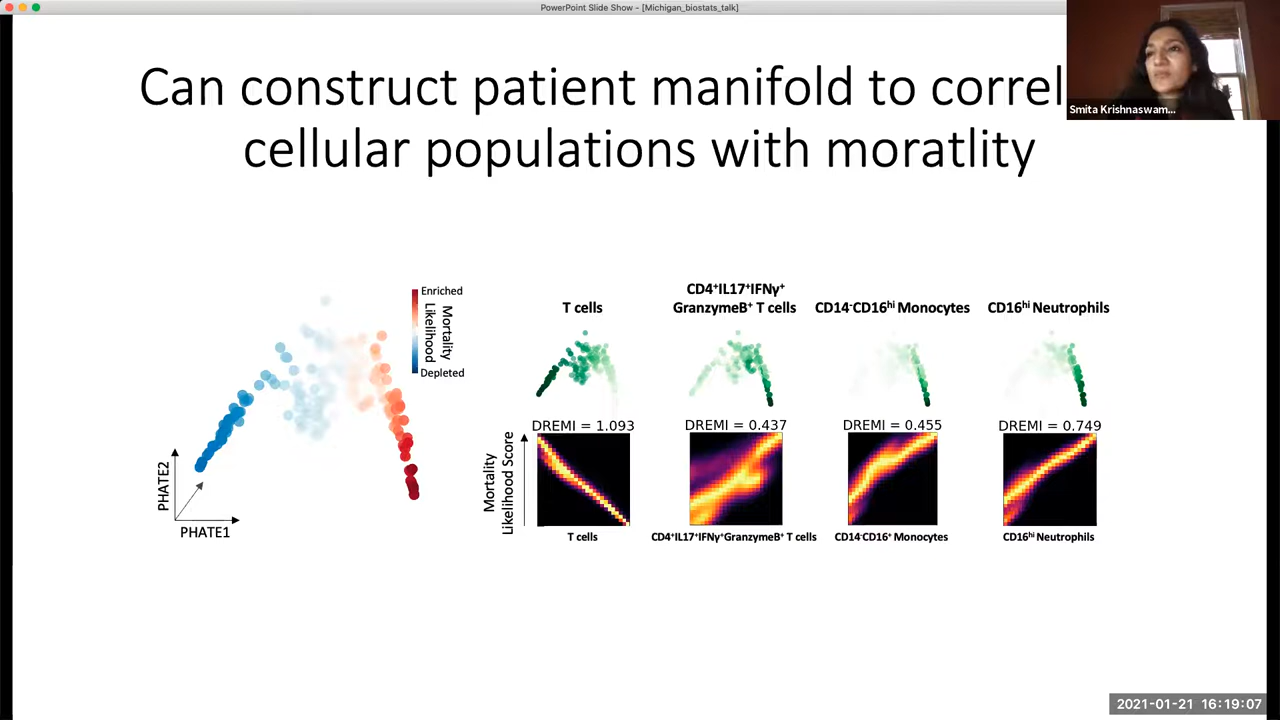 PowerPoint Slide Show - [Michigan_biostats_talk]
Can construct patient manifold to correl
cellular populations with moratlity
Smita Krishnaswam...
Enriched
Mortality
Likelihood
Depleted
PHATE2
PHATE1
T cells
CD4⁺IL17⁺IFNγ⁺
GranzymeB⁺ T cells
CD14⁻CD16ʰⁱ Monocytes
CD16ʰⁱ Neutrophils
DREMI = 1.093
DREMI = 0.437
DREMI = 0.455
DREMI = 0.749
Mortality
Likelihood Score
T cells
CD4⁺IL17⁺IFNγ⁺GranzymeB⁺ T cells
CD14⁻CD16⁺ Monocytes
CD16ʰⁱ Neutrophils
2021-01-21 16:19:07